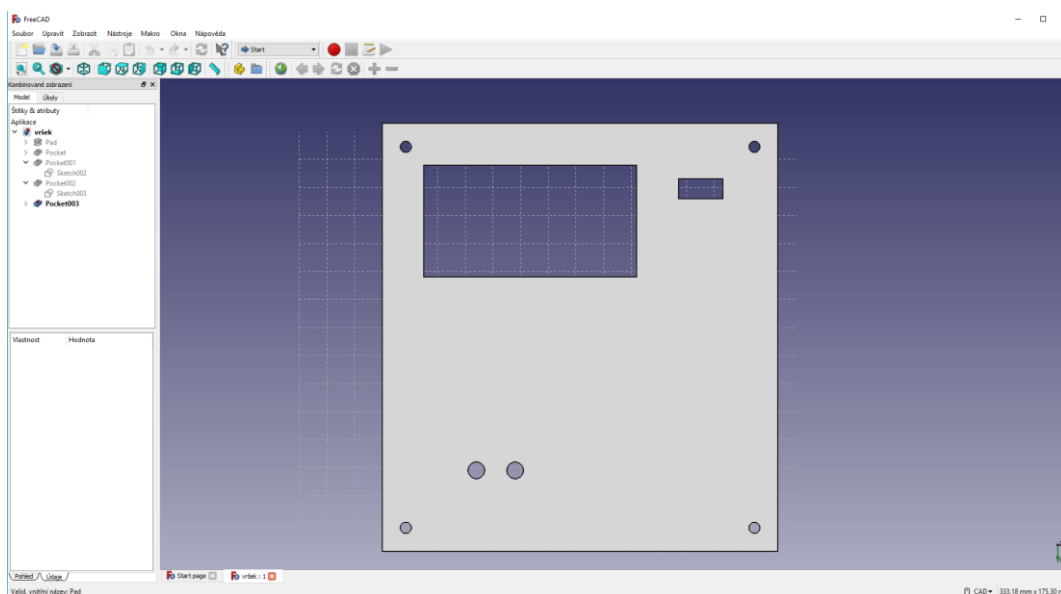 FreeCAD
Soubor Upravit Zobrazit Nástroje Makro Okna Nápověda
Start
Kombinované zobrazení
Model Úkoly
Štítky & atributy
Aplikace
vršek
Pad
Pocket
Pocket001
Sketch002
Pocket002
Sketch003
Pocket003
Vlastnost Hodnota
Pohled Údaje
Start page vršek : 1
Valid, vnitřní název: Pad
CAD 333.18 mm x 175.30